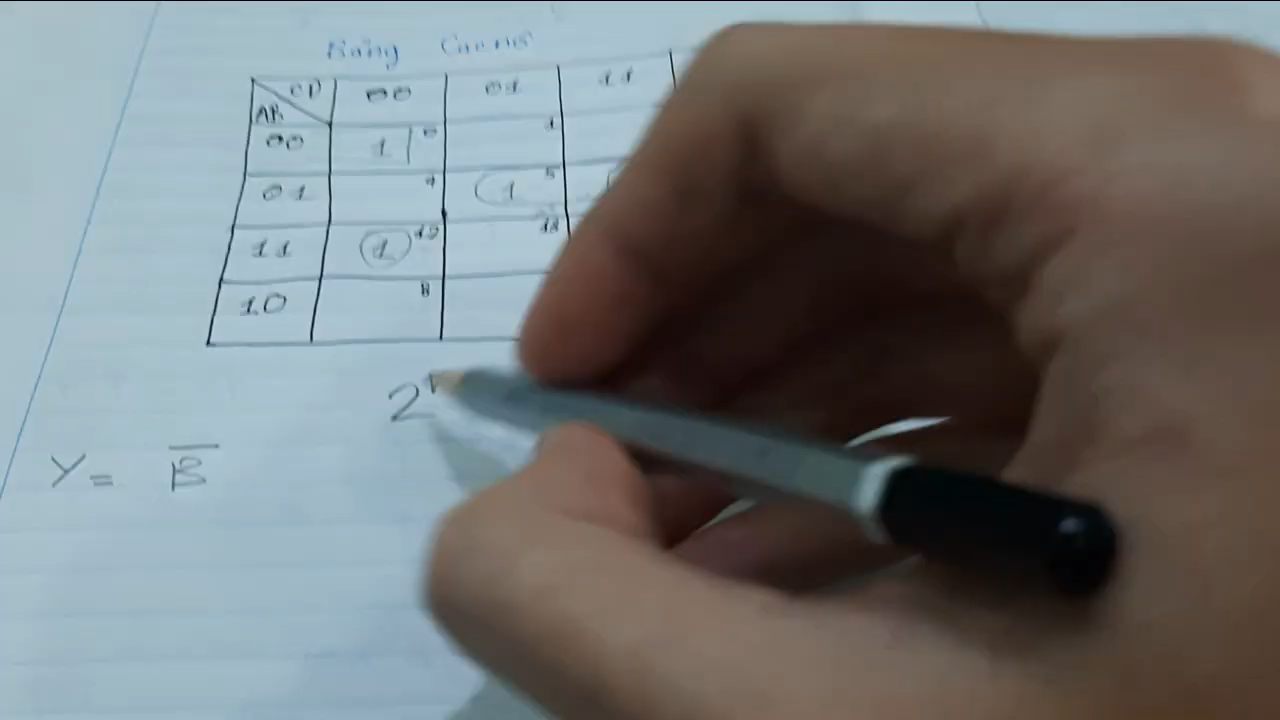 Bảng Carnô
CD 00 01 11
AB
00 1 0 1
01 4 1 5
11 1 12 13
10 8
2
Y = B̅